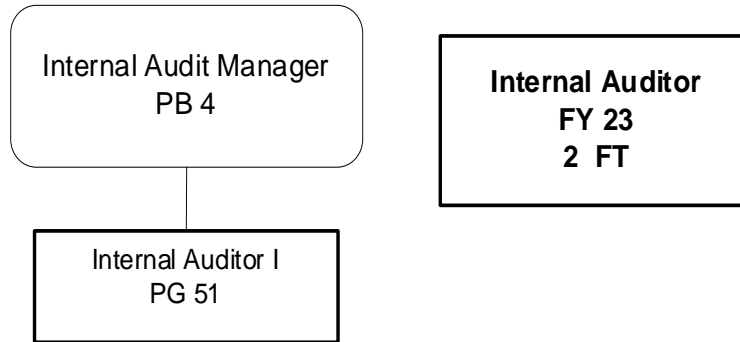 Internal Audit Manager
PB 4
Internal Auditor
FY 23
2 FT
Internal Auditor I
PG 51